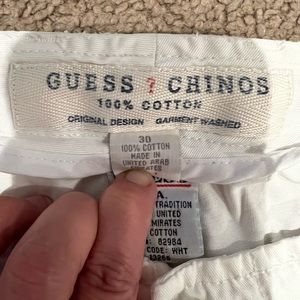 GUESS ? CHINOS
100% COTTON
ORIGINAL DESIGN GARMENT WASHED
30
100% COTTON
MADE IN
UNITED ARAB
A.
TRADITION
UNITED
EMIRATES
COTTON
82984
CODE: WHT